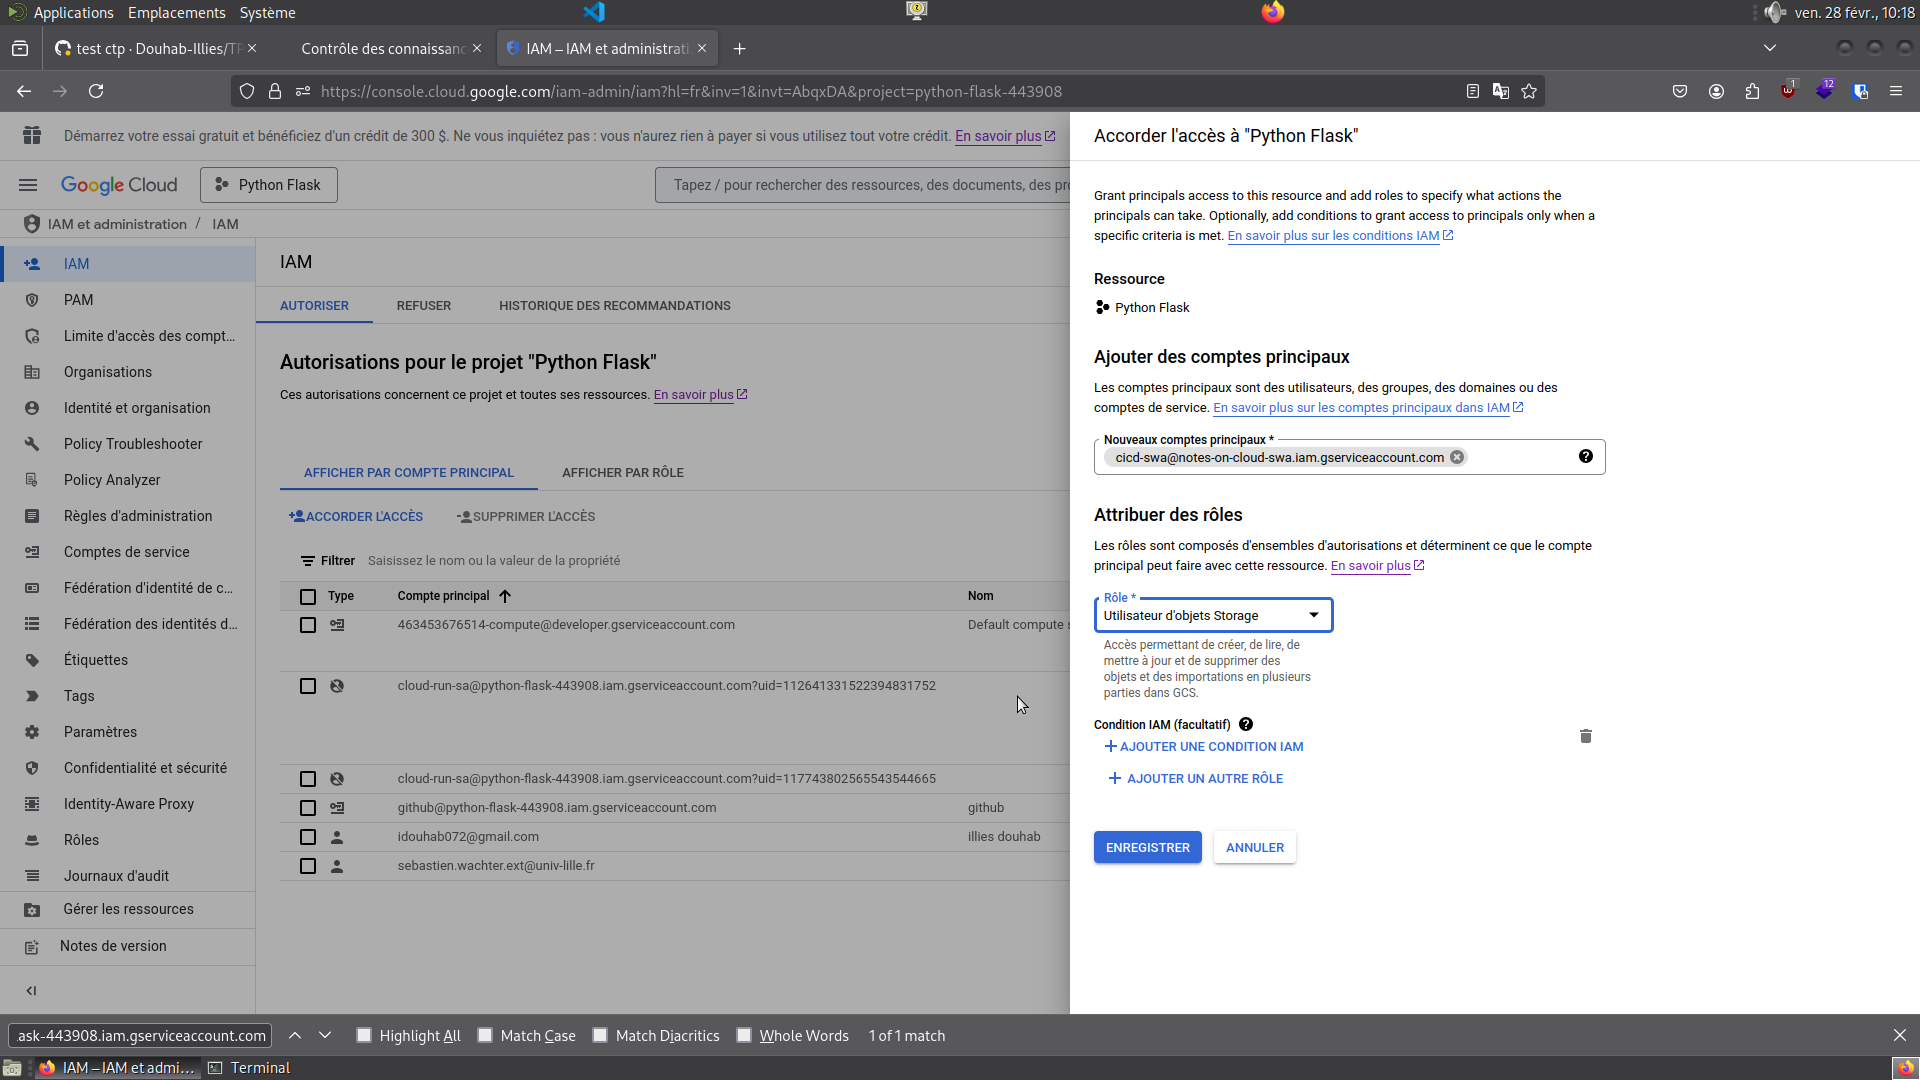 Applications Emplacements Système
ven. 28 févr., 10:18
test ctp · Douhab-Illies/TP
Contrôle des connaissanc
IAM – IAM et administrati
https://console.cloud.google.com/iam-admin/iam?hl=fr&inv=1&invt=AbqxDA&project=python-flask-443908
1
12
Démarrez votre essai gratuit et bénéficiez d'un crédit de 300 $. Ne vous inquiétez pas : vous n'aurez rien à payer si vous utilisez tout votre crédit. En savoir plus
Google Cloud
Python Flask
Tapez / pour rechercher des ressources, des documents, des pro
IAM et administration / IAM
IAM
PAM
Limite d'accès des compt...
Organisations
Identité et organisation
Policy Troubleshooter
Policy Analyzer
Règles d'administration
Comptes de service
Fédération d'identité de c...
Fédération des identités d...
Étiquettes
Tags
Paramètres
Confidentialité et sécurité
Identity-Aware Proxy
Rôles
Journaux d'audit
Gérer les ressources
Notes de version
IAM
AUTORISER
REFUSER
HISTORIQUE DES RECOMMANDATIONS
Autorisations pour le projet "Python Flask"
Ces autorisations concernent ce projet et toutes ses ressources. En savoir plus
AFFICHER PAR COMPTE PRINCIPAL
AFFICHER PAR RÔLE
ACCORDER L'ACCÈS
SUPPRIMER L'ACCÈS
Filtrer Saisissez le nom ou la valeur de la propriété
Type Compte principal Nom
463453676514-compute@developer.gserviceaccount.com Default compute s
cloud-run-sa@python-flask-443908.iam.gserviceaccount.com?uid=112641331522394831752
cloud-run-sa@python-flask-443908.iam.gserviceaccount.com?uid=117743802565543544665
github@python-flask-443908.iam.gserviceaccount.com github
idouhab072@gmail.com illies douhab
sebastien.wachter.ext@univ-lille.fr
Accorder l'accès à "Python Flask"
Grant principals access to this resource and add roles to specify what actions the
principals can take. Optionally, add conditions to grant access to principals only when a
specific criteria is met. En savoir plus sur les conditions IAM
Ressource
Python Flask
Ajouter des comptes principaux
Les comptes principaux sont des utilisateurs, des groupes, des domaines ou des
comptes de service. En savoir plus sur les comptes principaux dans IAM
Nouveaux comptes principaux *
cicd-swa@notes-on-cloud-swa.iam.gserviceaccount.com
Attribuer des rôles
Les rôles sont composés d'ensembles d'autorisations et déterminent ce que le compte
principal peut faire avec cette ressource. En savoir plus
Rôle *
Utilisateur d'objets Storage
Accès permettant de créer, de lire, de
mettre à jour et de supprimer des
objets et des importations en plusieurs
parties dans GCS.
Condition IAM (facultatif)
AJOUTER UNE CONDITION IAM
AJOUTER UN AUTRE RÔLE
ENREGISTRER
ANNULER
ask-443908.iam.gserviceaccount.com
Highlight All
Match Case
Match Diacritics
Whole Words
1 of 1 match
IAM – IAM et admi...
Terminal